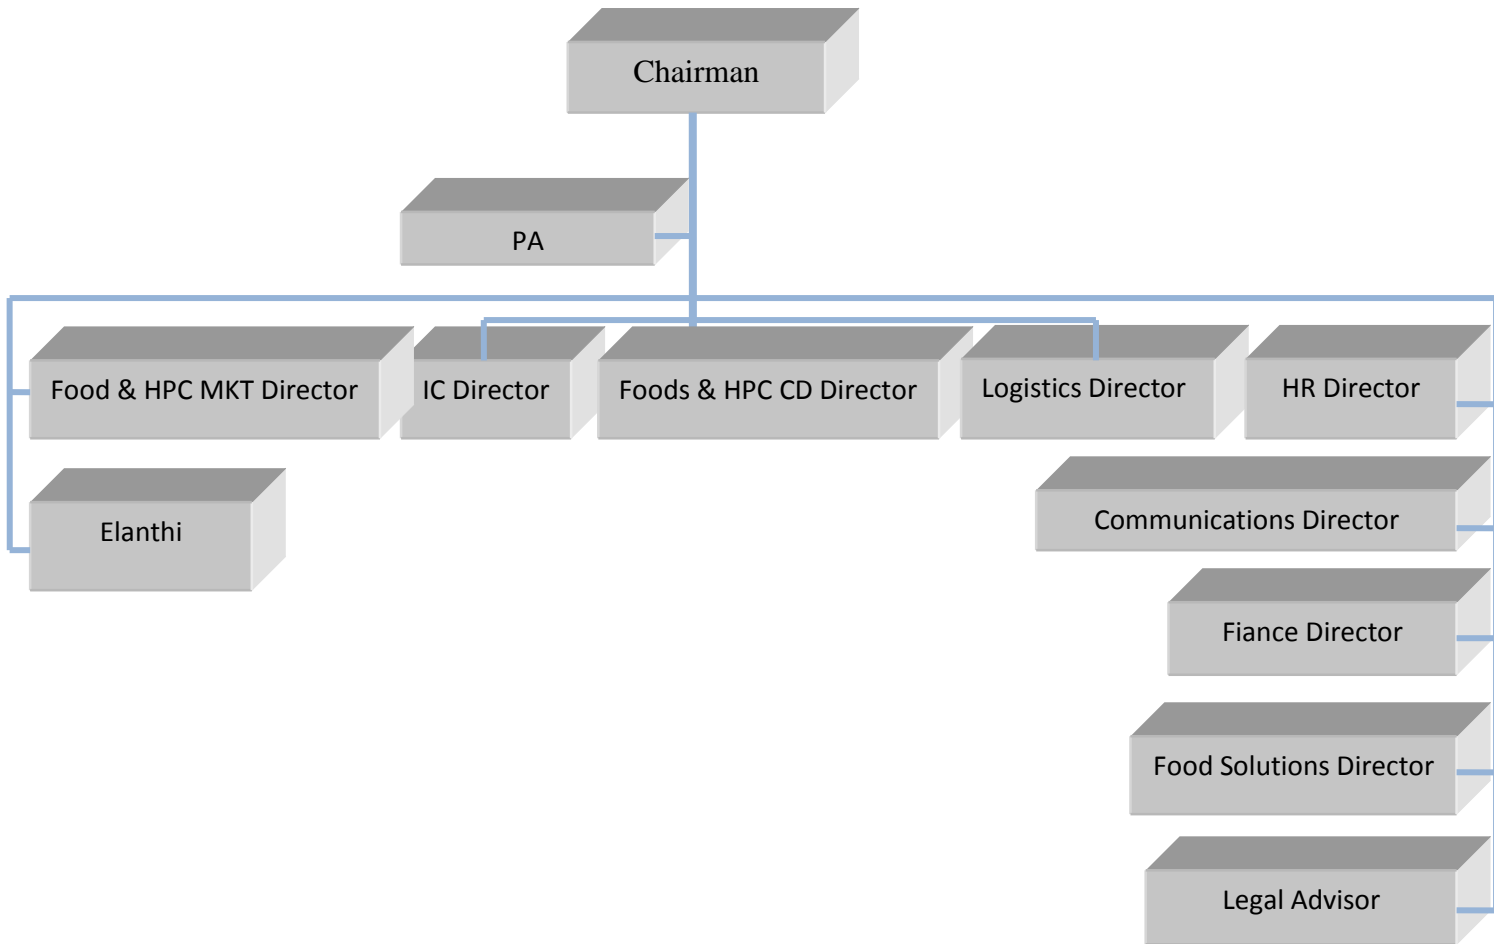 Chairman
PA
Food & HPC MKT Director
IC Director
Foods & HPC CD Director
Logistics Director
HR Director
Elanthi
Communications Director
Fiance Director
Food Solutions Director
Legal Advisor